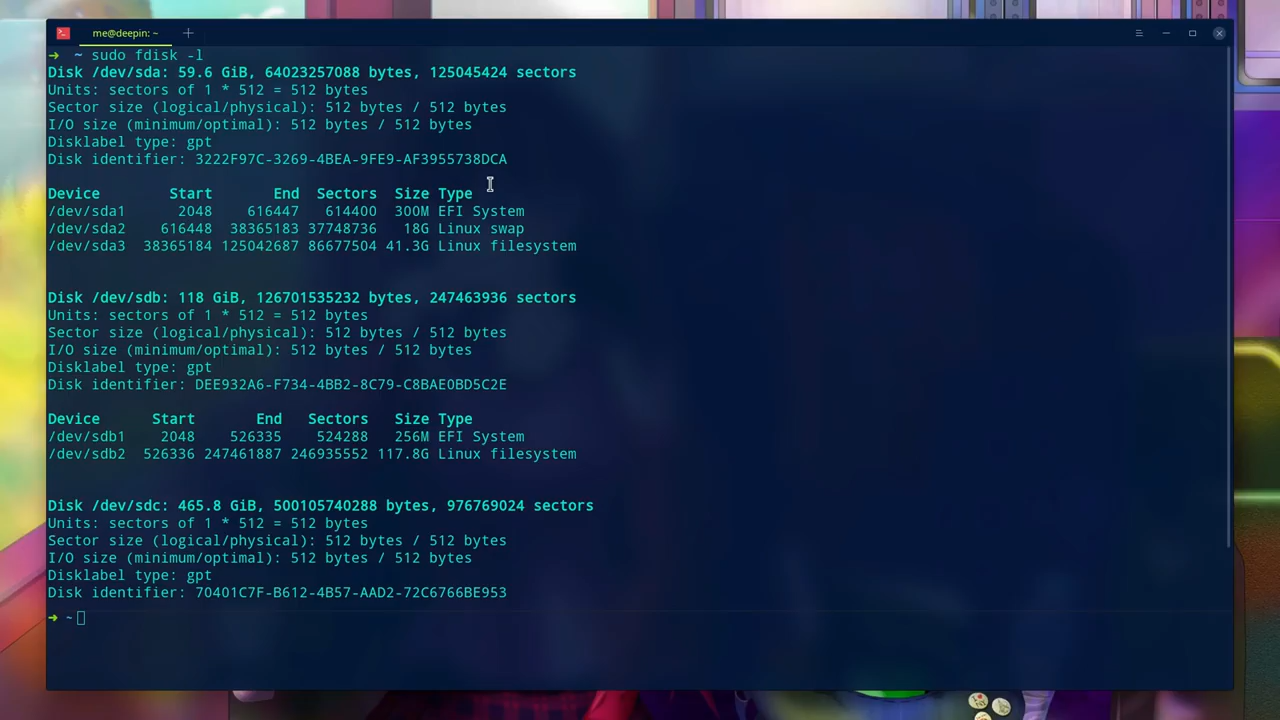 me@deepin: ~
➜  ~ sudo fdisk -l
Disk /dev/sda: 59.6 GiB, 64023257088 bytes, 125045424 sectors
Units: sectors of 1 * 512 = 512 bytes
Sector size (logical/physical): 512 bytes / 512 bytes
I/O size (minimum/optimal): 512 bytes / 512 bytes
Disklabel type: gpt
Disk identifier: 3222F97C-3269-4BEA-9FE9-AF3955738DCA
Device        Start       End  Sectors  Size Type
/dev/sda1      2048    616447   614400  300M EFI System
/dev/sda2    616448  38365183 37748736   18G Linux swap
/dev/sda3  38365184 125042687 86677504 41.3G Linux filesystem
Disk /dev/sdb: 118 GiB, 126701535232 bytes, 247463936 sectors
Units: sectors of 1 * 512 = 512 bytes
Sector size (logical/physical): 512 bytes / 512 bytes
I/O size (minimum/optimal): 512 bytes / 512 bytes
Disklabel type: gpt
Disk identifier: DEE932A6-F734-4BB2-8C79-C8BAE0BD5C2E
Device      Start       End   Sectors   Size Type
/dev/sdb1    2048    526335    524288   256M EFI System
/dev/sdb2  526336 247461887 246935552 117.8G Linux filesystem
Disk /dev/sdc: 465.8 GiB, 500105740288 bytes, 976769024 sectors
Units: sectors of 1 * 512 = 512 bytes
Sector size (logical/physical): 512 bytes / 512 bytes
I/O size (minimum/optimal): 512 bytes / 512 bytes
Disklabel type: gpt
Disk identifier: 70401C7F-B612-4B57-AAD2-72C6766BE953
➜ ~